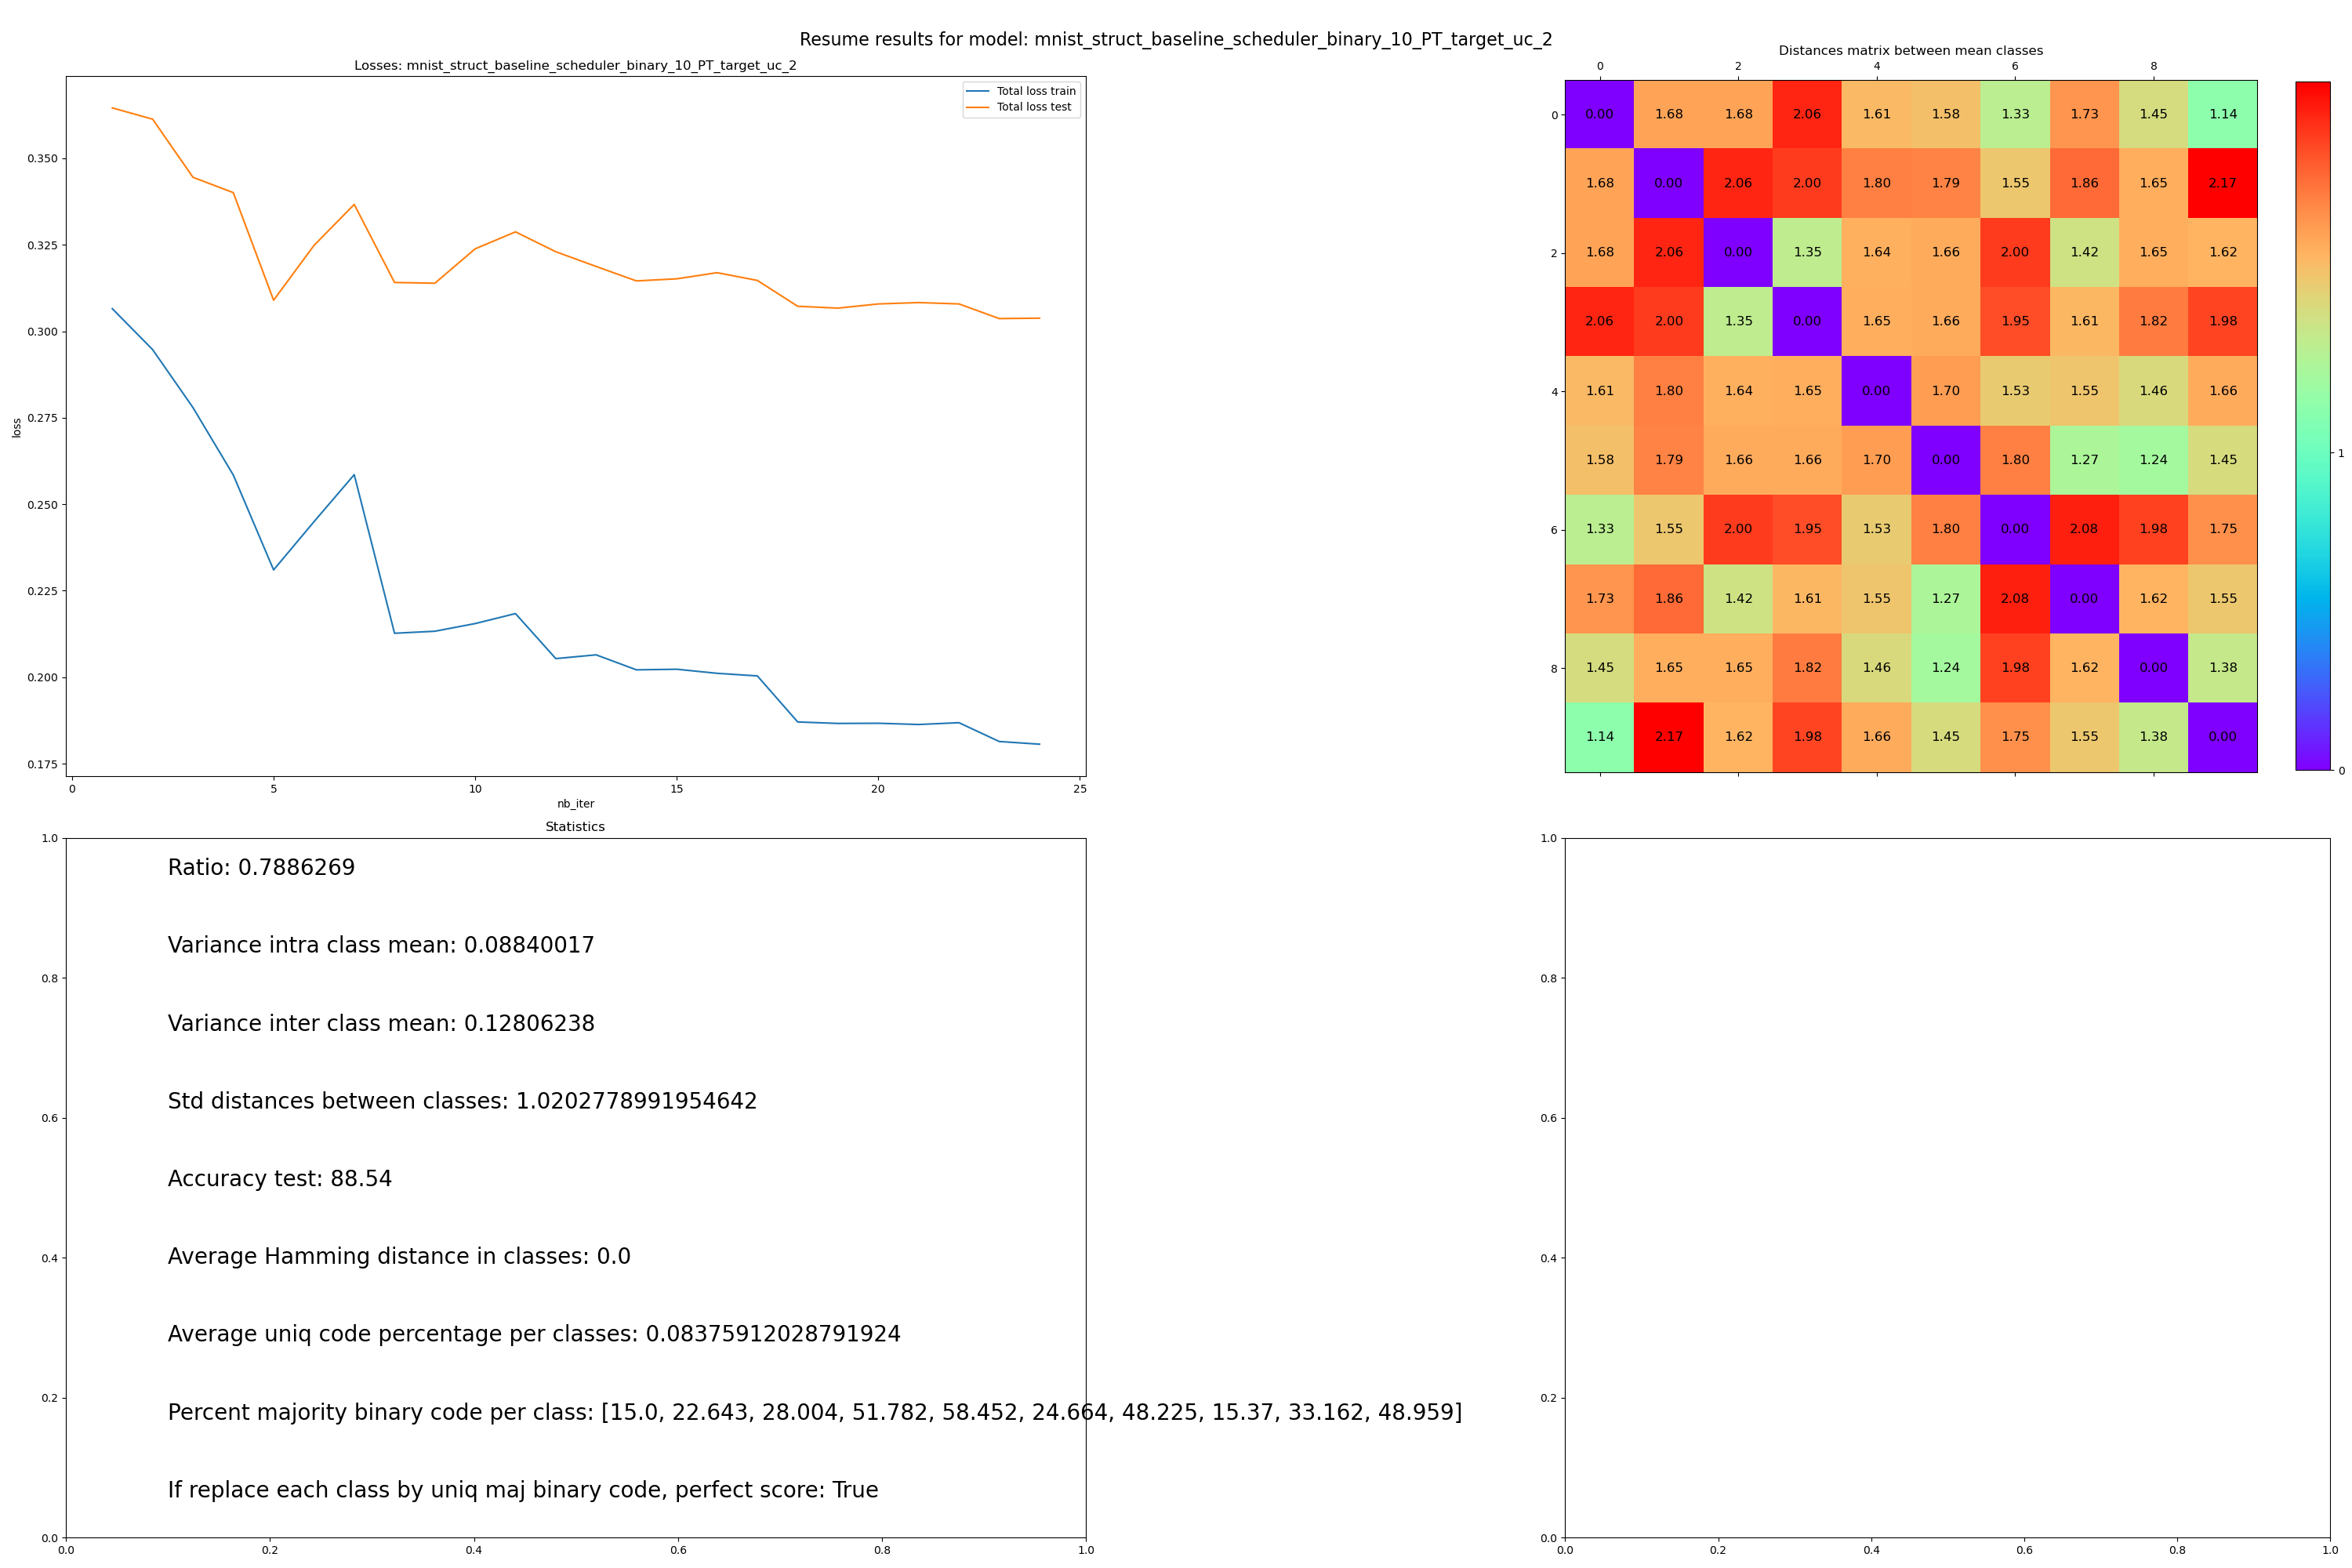 Resume results for model: mnist_struct_baseline_scheduler_binary_10_PT_target_uc_2
Losses: mnist_struct_baseline_scheduler_binary_10_PT_target_uc_2
Total loss train
Total loss test
loss
0.350
0.325
0.300
0.275
0.250
0.225
0.200
0.175
0 5 10 15 20 25
nb_iter
Distances matrix between mean classes
0 2 4 6 8
0 0.00 1.68 1.68 2.06 1.61 1.58 1.33 1.73 1.45 1.14
1.68 0.00 2.06 2.00 1.80 1.79 1.55 1.86 1.65 2.17
2 1.68 2.06 0.00 1.35 1.64 1.66 2.00 1.42 1.65 1.62
2.06 2.00 1.35 0.00 1.65 1.66 1.95 1.61 1.82 1.98
4 1.61 1.80 1.64 1.65 0.00 1.70 1.53 1.55 1.46 1.66
1.58 1.79 1.66 1.66 1.70 0.00 1.80 1.27 1.24 1.45
6 1.33 1.55 2.00 1.95 1.53 1.80 0.00 2.08 1.98 1.75
1.73 1.86 1.42 1.61 1.55 1.27 2.08 0.00 1.62 1.55
8 1.45 1.65 1.65 1.82 1.46 1.24 1.98 1.62 0.00 1.38
1.14 2.17 1.62 1.98 1.66 1.45 1.75 1.55 1.38 0.00
1
0
Statistics
1.0
0.8
0.6
0.4
0.2
0.0
Ratio: 0.7886269
Variance intra class mean: 0.08840017
Variance inter class mean: 0.12806238
Std distances between classes: 1.0202778991954642
Accuracy test: 88.54
Average Hamming distance in classes: 0.0
Average uniq code percentage per classes: 0.08375912028791924
Percent majority binary code per class: [15.0, 22.643, 28.004, 51.782, 58.452, 24.664, 48.225, 15.37, 33.162, 48.959]
If replace each class by uniq maj binary code, perfect score: True
0.0 0.2 0.4 0.6 0.8 1.0
1.0
0.8
0.6
0.4
0.2
0.0
0.0 0.2 0.4 0.6 0.8 1.0